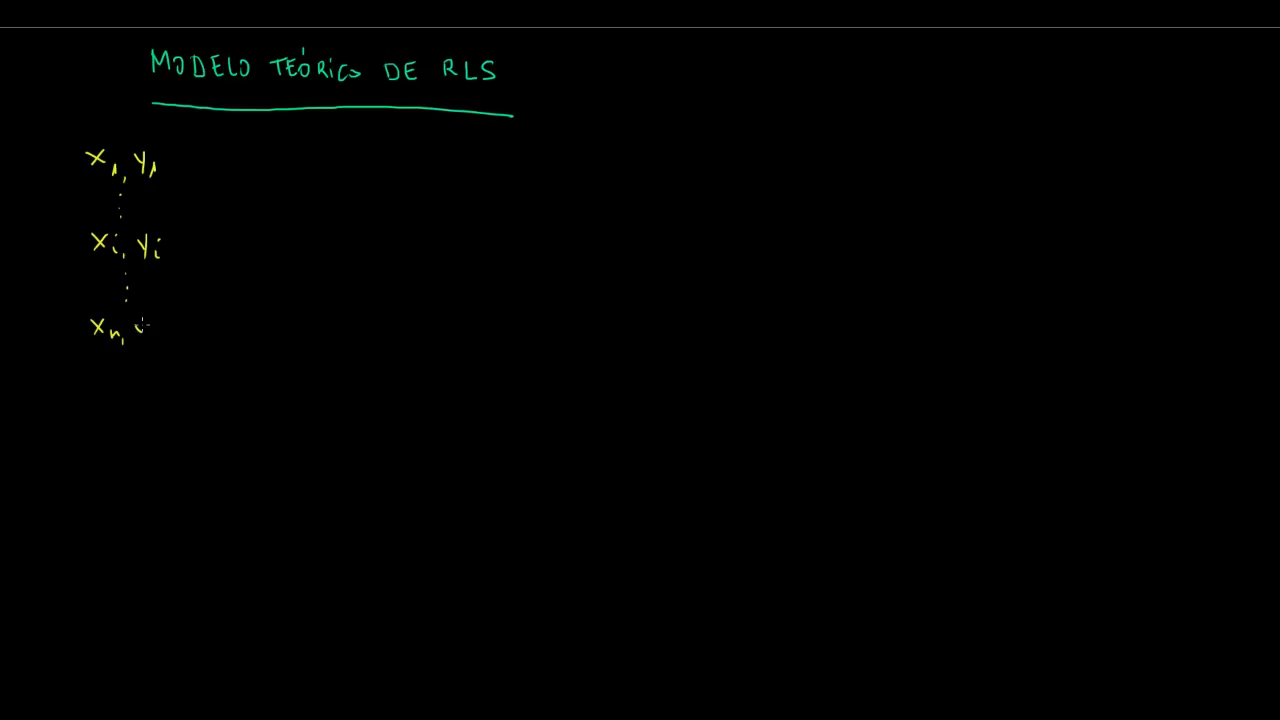 MODELO TEÓRICO DE RLS
x₁, y₁
⋮
xᵢ, yᵢ
⋮
xₙ,